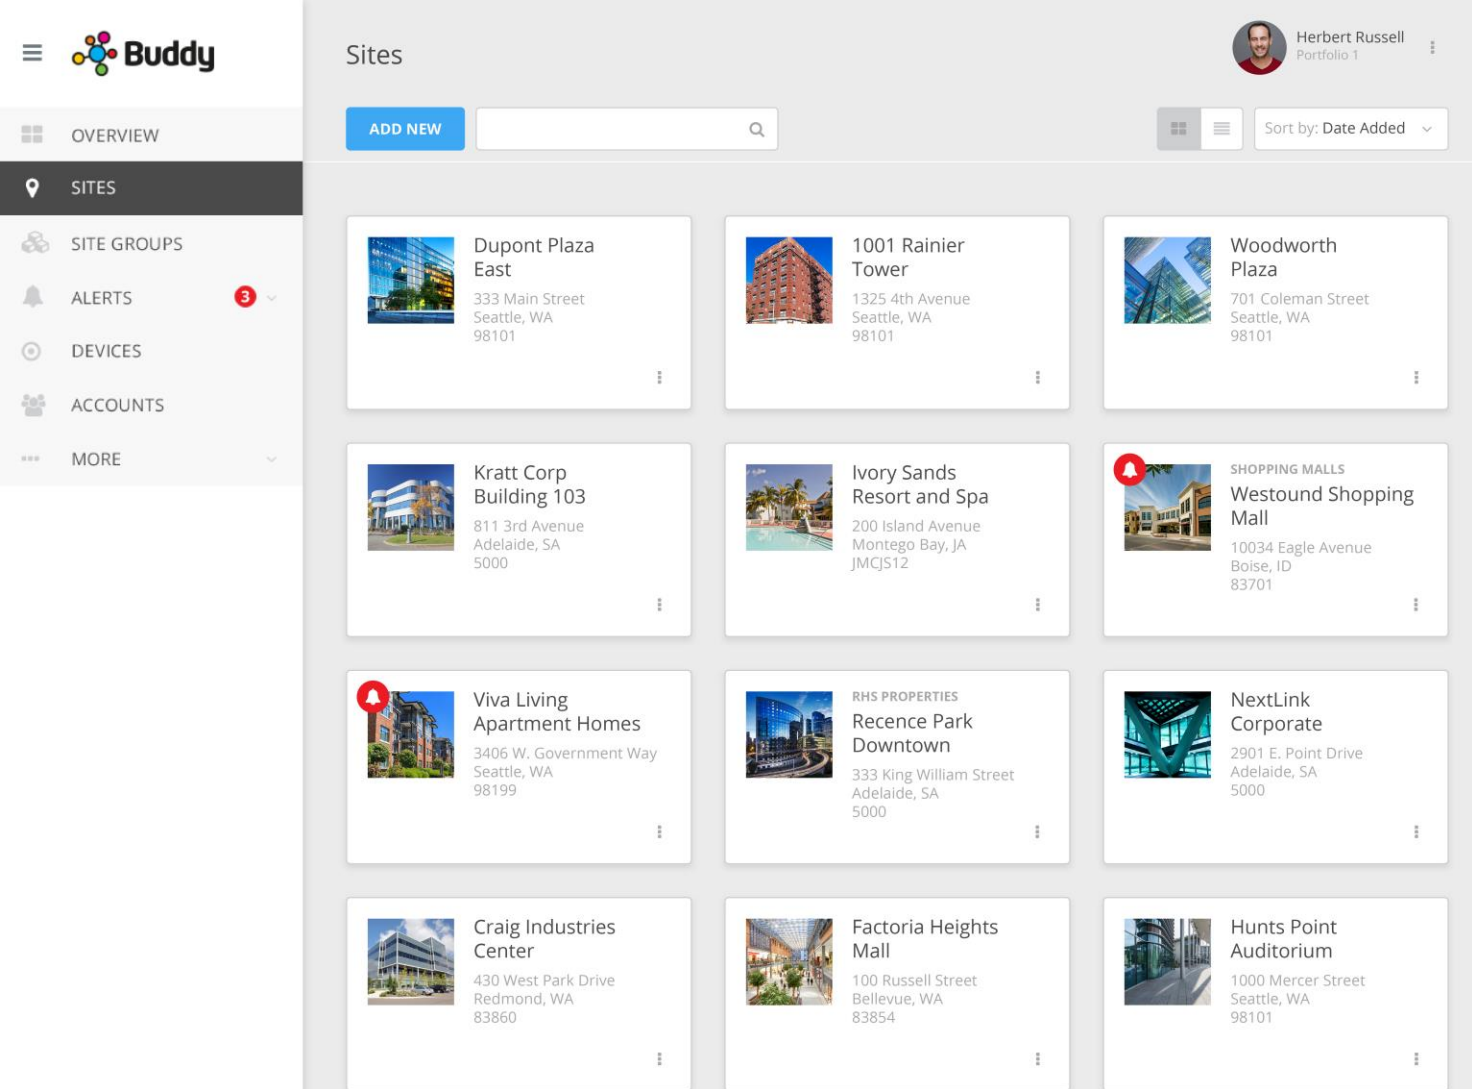 Buddy
OVERVIEW
SITES
SITE GROUPS
ALERTS 3
DEVICES
ACCOUNTS
MORE
Sites
Herbert Russell
Portfolio 1
ADD NEW
Sort by: Date Added
Dupont Plaza
East
333 Main Street
Seattle, WA
98101
1001 Rainier
Tower
1325 4th Avenue
Seattle, WA
98101
Woodworth
Plaza
701 Coleman Street
Seattle, WA
98101
Kratt Corp
Building 103
811 3rd Avenue
Adelaide, SA
5000
Ivory Sands
Resort and Spa
200 Island Avenue
Montego Bay, JA
JMCJS12
SHOPPING MALLS
Westound Shopping
Mall
10034 Eagle Avenue
Boise, ID
83701
Viva Living
Apartment Homes
3406 W. Government Way
Seattle, WA
98199
RHS PROPERTIES
Recence Park
Downtown
333 King William Street
Adelaide, SA
5000
NextLink
Corporate
2901 E. Point Drive
Adelaide, SA
5000
Craig Industries
Center
430 West Park Drive
Redmond, WA
83860
Factoria Heights
Mall
100 Russell Street
Bellevue, WA
83854
Hunts Point
Auditorium
1000 Mercer Street
Seattle, WA
98101